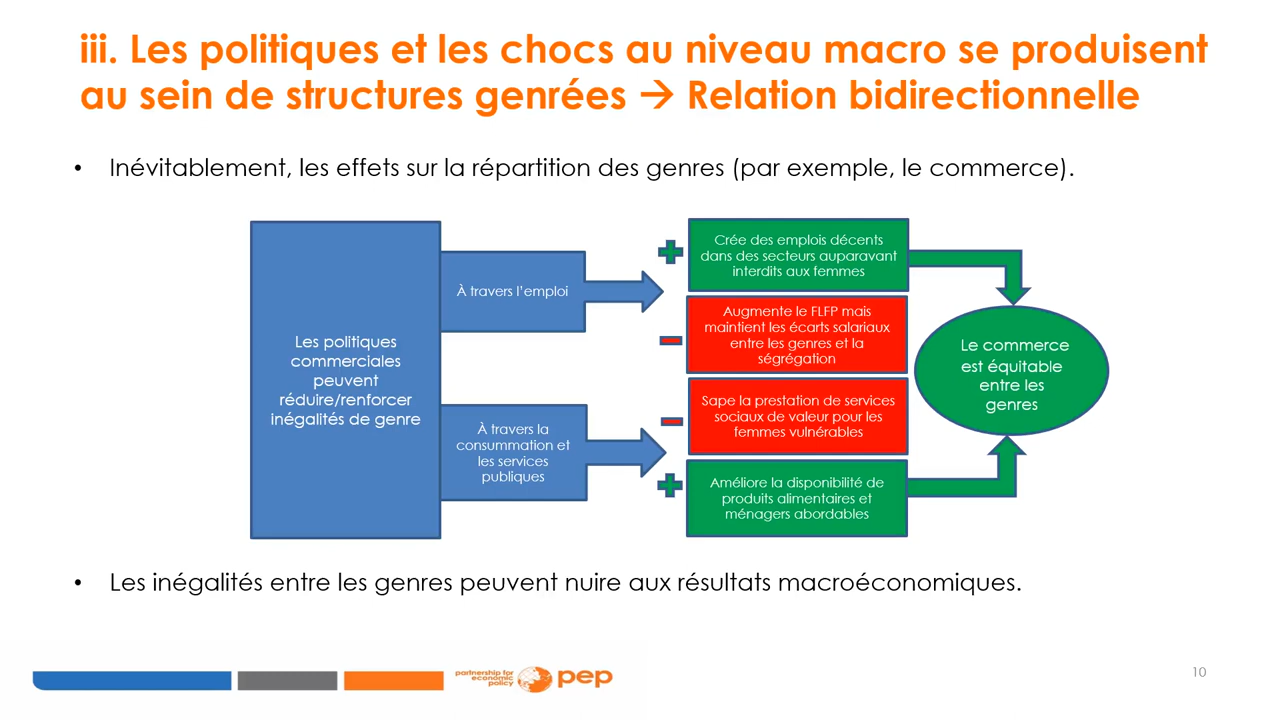 iii. Les politiques et les chocs au niveau macro se produisent
au sein de structures genrées → Relation bidirectionnelle
• Inévitablement, les effets sur la répartition des genres (par exemple, le commerce).
Les politiques
commerciales
peuvent
réduire/renforcer
inégalités de genre
À travers l'emploi
À travers la
consummation et
les services
publiques
Crée des emplois décents
dans des secteurs auparavant
interdits aux femmes
Augmente le FLFP mais
maintient les écarts salariaux
entre les genres et la
ségrégation
Sape la prestation de services
sociaux de valeur pour les
femmes vulnérables
Améliore la disponibilité de
produits alimentaires et
ménagers abordables
Le commerce
est équitable
entre les
genres
• Les inégalités entre les genres peuvent nuire aux résultats macroéconomiques.
partnership for
economic
policy
pep
10